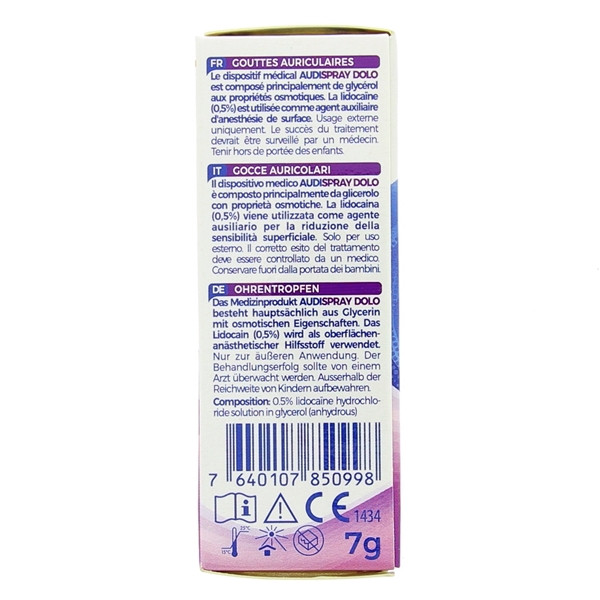 FR GOUTTES AURICULAIRES
Le dispositif médical AUDISPRAY DOLO
est composé principalement de glycérol
aux propriétés osmotiques. La lidocaïne
(0,5%) est utilisée comme agent auxiliaire
d'anesthésie de surface. Usage externe
uniquement. Le succès du traitement
devrait être surveillé par un médecin.
Tenir hors de portée des enfants.
IT GOCCE AURICOLARI
Il dispositivo medico AUDISPRAY DOLO
è composto principalmente da glicerolo
con proprietà osmotiche. La lidocaina
(0,5%) viene utilizzata come agente
ausiliario per la riduzione della
sensibilità superficiale. Solo per uso
esterno. Il corretto esito del trattamento
deve essere controllato da un medico.
Conservare fuori dalla portata dei bambini.
DE OHRENTROPFEN
Das Medizinprodukt AUDISPRAY DOLO
besteht hauptsächlich aus Glycerin
mit osmotischen Eigenschaften. Das
Lidocain (0,5%) wird als oberflächen-
anästhetischer Hilfsstoff verwendet.
Nur zur äußeren Anwendung. Der
Behandlungserfolg sollte von einem
Arzt überwacht werden. Ausserhalb der
Reichweite von Kindern aufbewahren.
Composition: 0.5% lidocaïne hydrochlo-
ride solution in glycerol (anhydrous)
7 640107 850998
CE 1434
15°C 25°C
7g